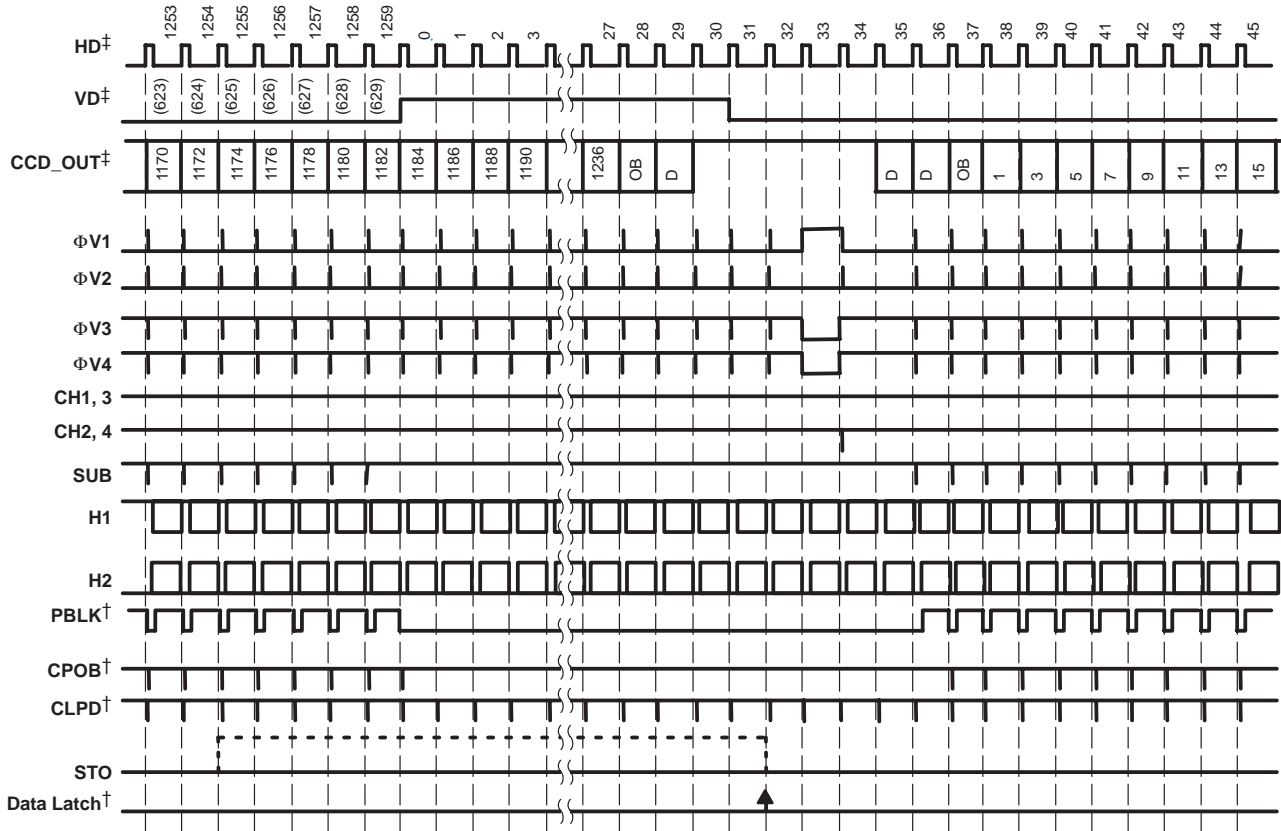 HD‡ 1253 1254 1255 1256 1257 1258 1259 0 1 2 3 27 28 29 30 31 32 33 34 35 36 37 38 39 40 41 42 43 44 45
VD‡ (623) (624) (625) (626) (627) (628) (629)
CCD_OUT‡ 1170 1172 1174 1176 1178 1180 1182 1184 1186 1188 1190 1236 OB D D D OB 1 3 5 7 9 11 13 15
ΦV1
ΦV2
ΦV3
ΦV4
CH1, 3
CH2, 4
SUB
H1
H2
PBLK†
CPOB†
CLPD†
STO
Data Latch†